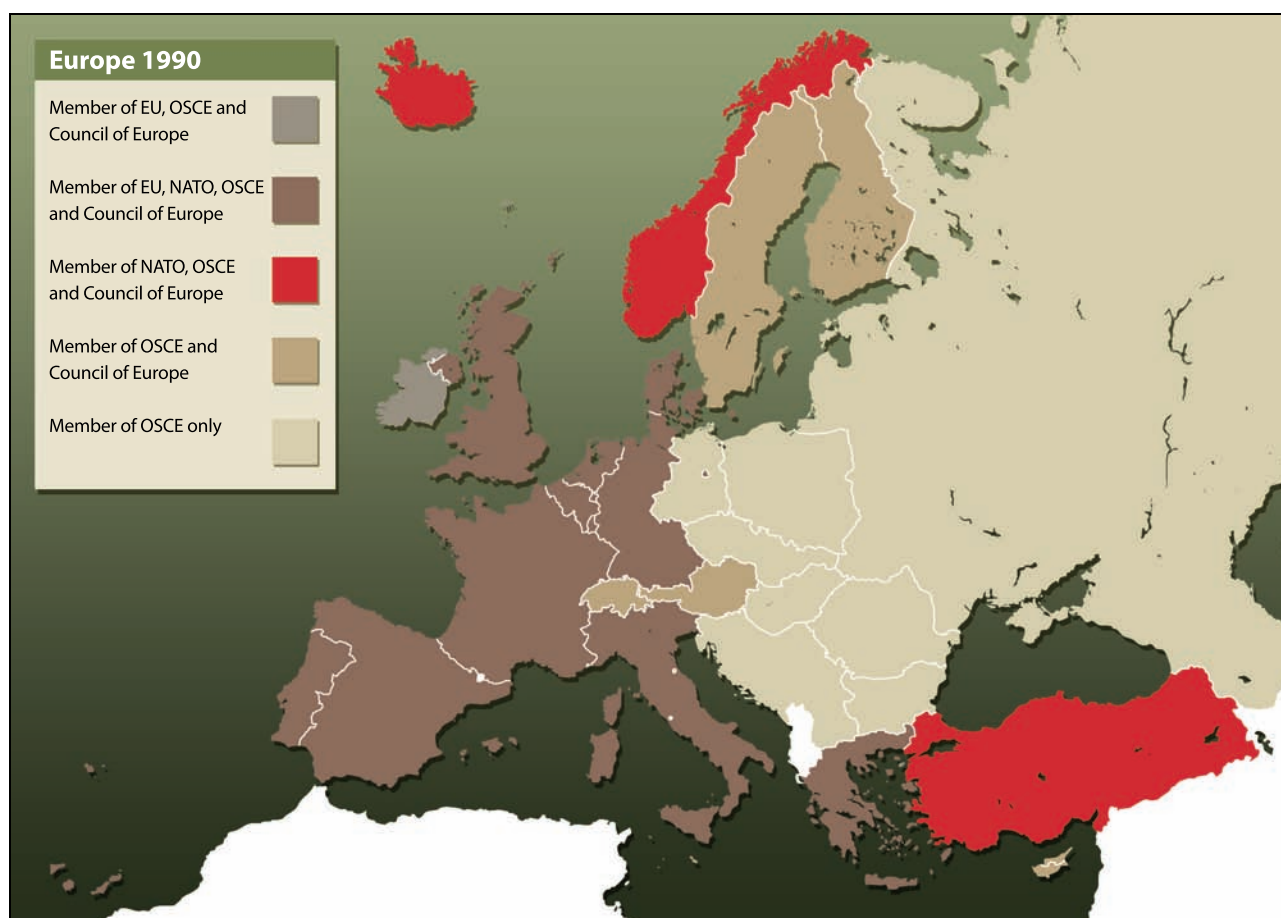 Europe 1990
Member of EU, OSCE and
Council of Europe
Member of EU, NATO, OSCE
and Council of Europe
Member of NATO, OSCE
and Council of Europe
Member of OSCE and
Council of Europe
Member of OSCE only